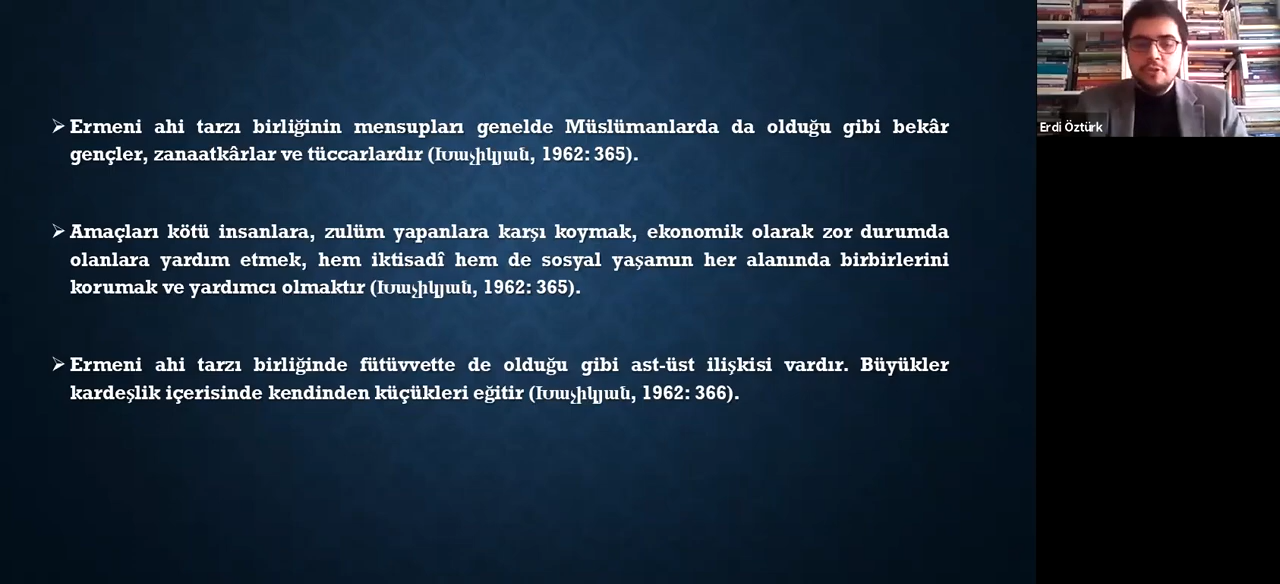 ➢ Ermeni ahi tarzı birliğinin mensupları genelde Müslümanlarda da olduğu gibi bekâr
gençler, zanaatkârlar ve tüccarlardır (Խաչիկյան, 1962: 365).
➢ Amaçları kötü insanlara, zulüm yapanlara karşı koymak, ekonomik olarak zor durumda
olanlara yardım etmek, hem iktisadî hem de sosyal yaşamın her alanında birbirlerini
korumak ve yardımcı olmaktır (Խաչիկյան, 1962: 365).
➢ Ermeni ahi tarzı birliğinde fütüvvette de olduğu gibi ast-üst ilişkisi vardır. Büyükler
kardeşlik içerisinde kendinden küçükleri eğitir (Խաչիկյան, 1962: 366).
Erdi Öztürk